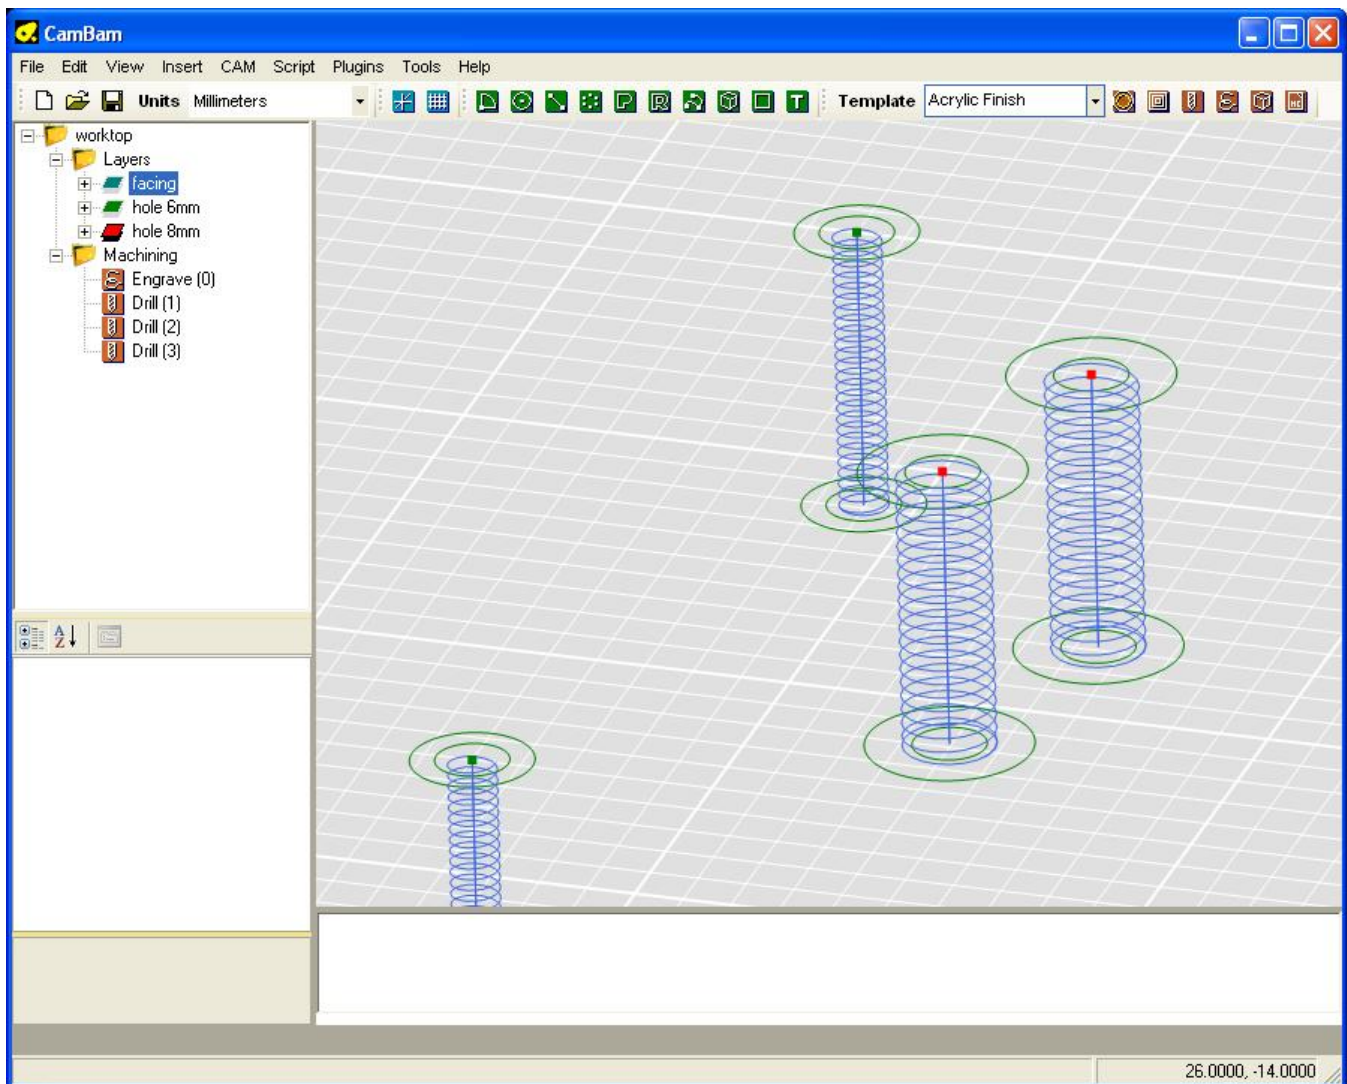 CamBam
File Edit View Insert CAM Script Plugins Tools Help
Units Millimeters Template Acrylic Finish
worktop
Layers
facing
hole 6mm
hole 8mm
Machining
Engrave (0)
Drill (1)
Drill (2)
Drill (3)
26.0000, -14.0000